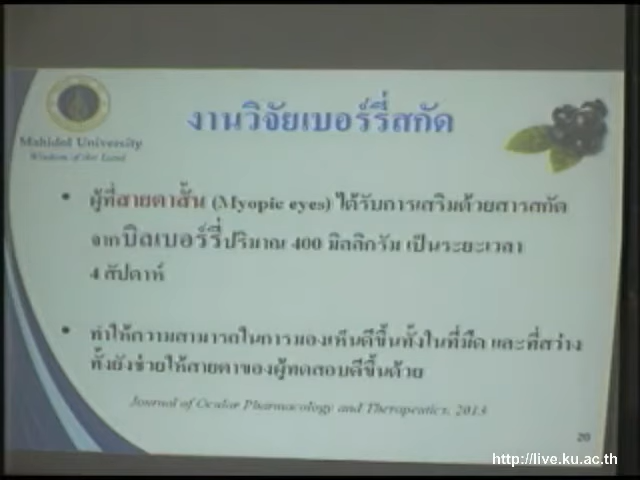 งานวิจัยเบอร์รี่สกัด
Mahidol University
Wisdom of the Land
• ผู้ที่สายตาสั้น (Myopic eyes) ได้รับการเสริมด้วยสารสกัด
จากบิลเบอร์รี่ปริมาณ 400 มิลลิกรัม เป็นระยะเวลา
4 สัปดาห์
• ทำให้ความสามารถในการมองเห็นดีขึ้นทั้งในที่มืด และที่สว่าง
ทั้งยังช่วยให้สายตาของผู้ทดสอบดีขึ้นด้วย
Journal of Ocular Pharmacology and Therapeutics, 2013
20
http://live.ku.ac.th